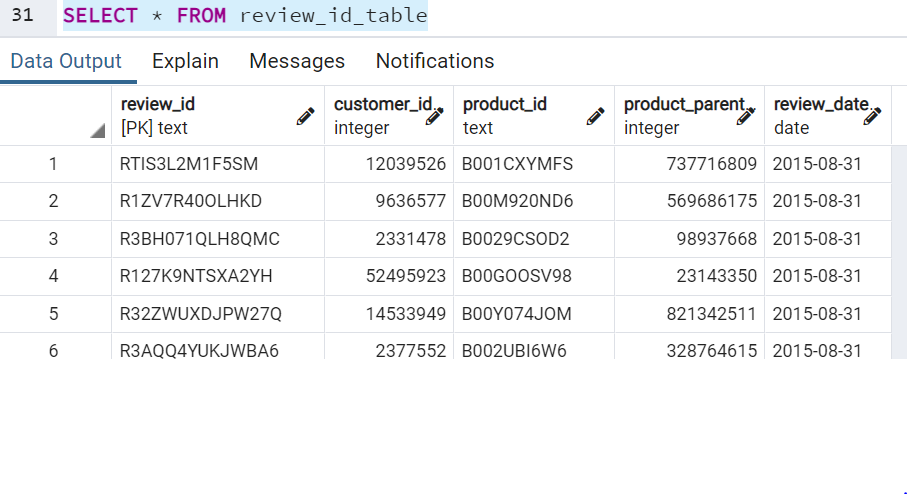 31 SELECT * FROM review_id_table
Data Output Explain Messages Notifications
review_id customer_id product_id product_parent review_date
[PK] text integer text integer date
1 RTIS3L2M1F5SM 12039526 B001CXYMFS 737716809 2015-08-31
2 R1ZV7R40OLHKD 9636577 B00M920ND6 569686175 2015-08-31
3 R3BH071QLH8QMC 2331478 B0029CSOD2 98937668 2015-08-31
4 R127K9NTSXA2YH 52495923 B00GOOSV98 23143350 2015-08-31
5 R32ZWUXDJPW27Q 14533949 B00Y074JOM 821342511 2015-08-31
6 R3AQQ4YUKJWBA6 2377552 B002UBI6W6 328764615 2015-08-31